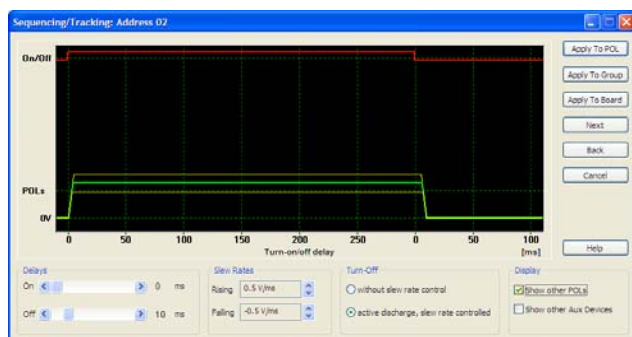 Sequencing/Tracking: Address 02
On/Off
POLs
0V
0 50 100 150 200 250 300 0 50 100
Turn-on/off delay [ms]
Apply To POL
Apply To Group
Apply To Board
Next
Back
Cancel
Help
Delays
On 0 ms
Off 10 ms
Slew Rates
Rising 0.5 V/ms
Falling -0.5 V/ms
Turn-Off
without slew rate control
active discharge, slew rate controlled
Display
Show other POLs
Show other Aux Devices